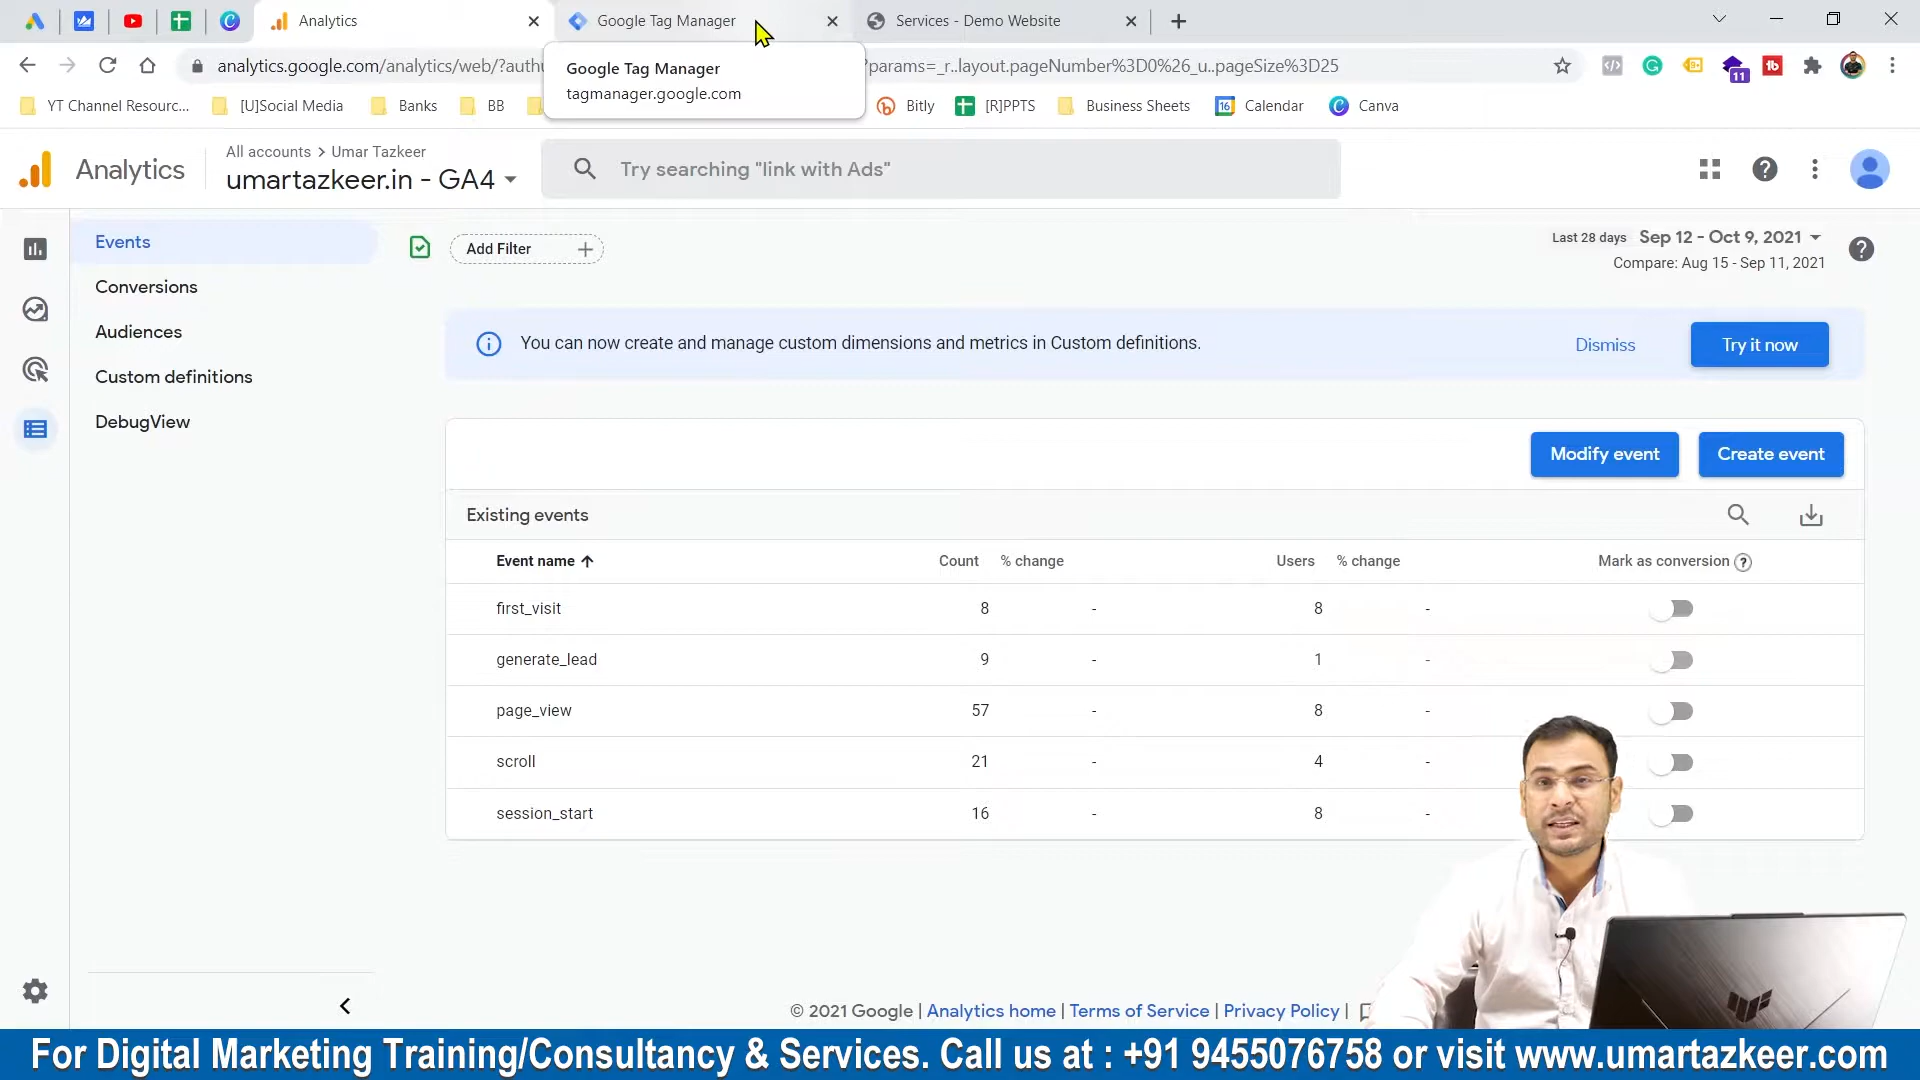 Analytics
Google Tag Manager
Services - Demo Website
analytics.google.com/analytics/web/?authu
?params=_r..layout.pageNumber%3D0%26_u..pageSize%3D25
11
Google Tag Manager
tagmanager.google.com
YT Channel Resourc...
[U]Social Media
Banks
BB
Bitly
[R]PPTS
Business Sheets
16
Calendar
Canva
Analytics
All accounts > Umar Tazkeer
umartazkeer.in - GA4
Try searching "link with Ads"
Events
Conversions
Audiences
Custom definitions
DebugView
Add Filter
Last 28 days Sep 12 - Oct 9, 2021
Compare: Aug 15 - Sep 11, 2021
You can now create and manage custom dimensions and metrics in Custom definitions.
Dismiss
Try it now
Modify event
Create event
Existing events
Event name Count % change Users % change Mark as conversion
first_visit 8 - 8 -
generate_lead 9 - 1 -
page_view 57 - 8 -
scroll 21 - 4 -
session_start 16 - 8 -
© 2021 Google | Analytics home | Terms of Service | Privacy Policy |
For Digital Marketing Training/Consultancy & Services. Call us at : +91 9455076758 or visit www.umartazkeer.com